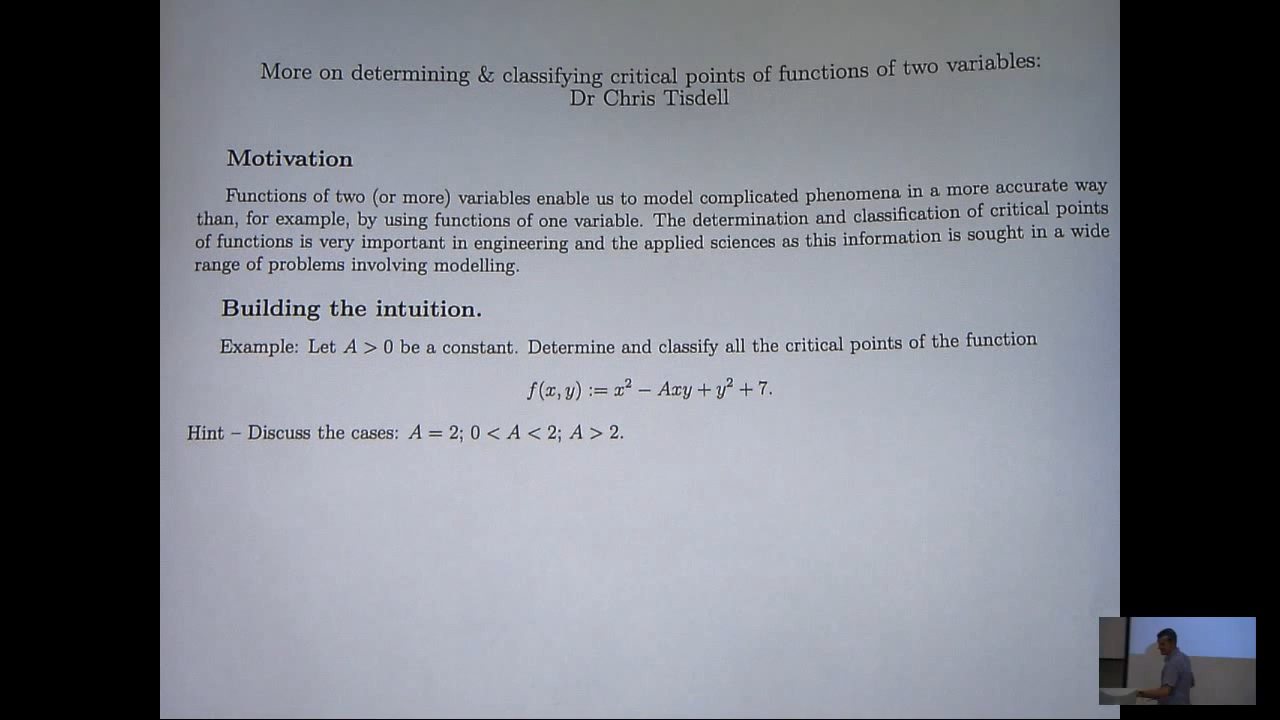 More on determining & classifying critical points of functions of two variables:
Dr Chris Tisdell
Motivation
Functions of two (or more) variables enable us to model complicated phenomena in a more accurate way
than, for example, by using functions of one variable. The determination and classification of critical points
of functions is very important in engineering and the applied sciences as this information is sought in a wide
range of problems involving modelling.
Building the intuition.
Example: Let A > 0 be a constant. Determine and classify all the critical points of the function
f(x, y) := x² − Axy + y² + 7.
Hint – Discuss the cases: A = 2; 0 < A < 2; A > 2.